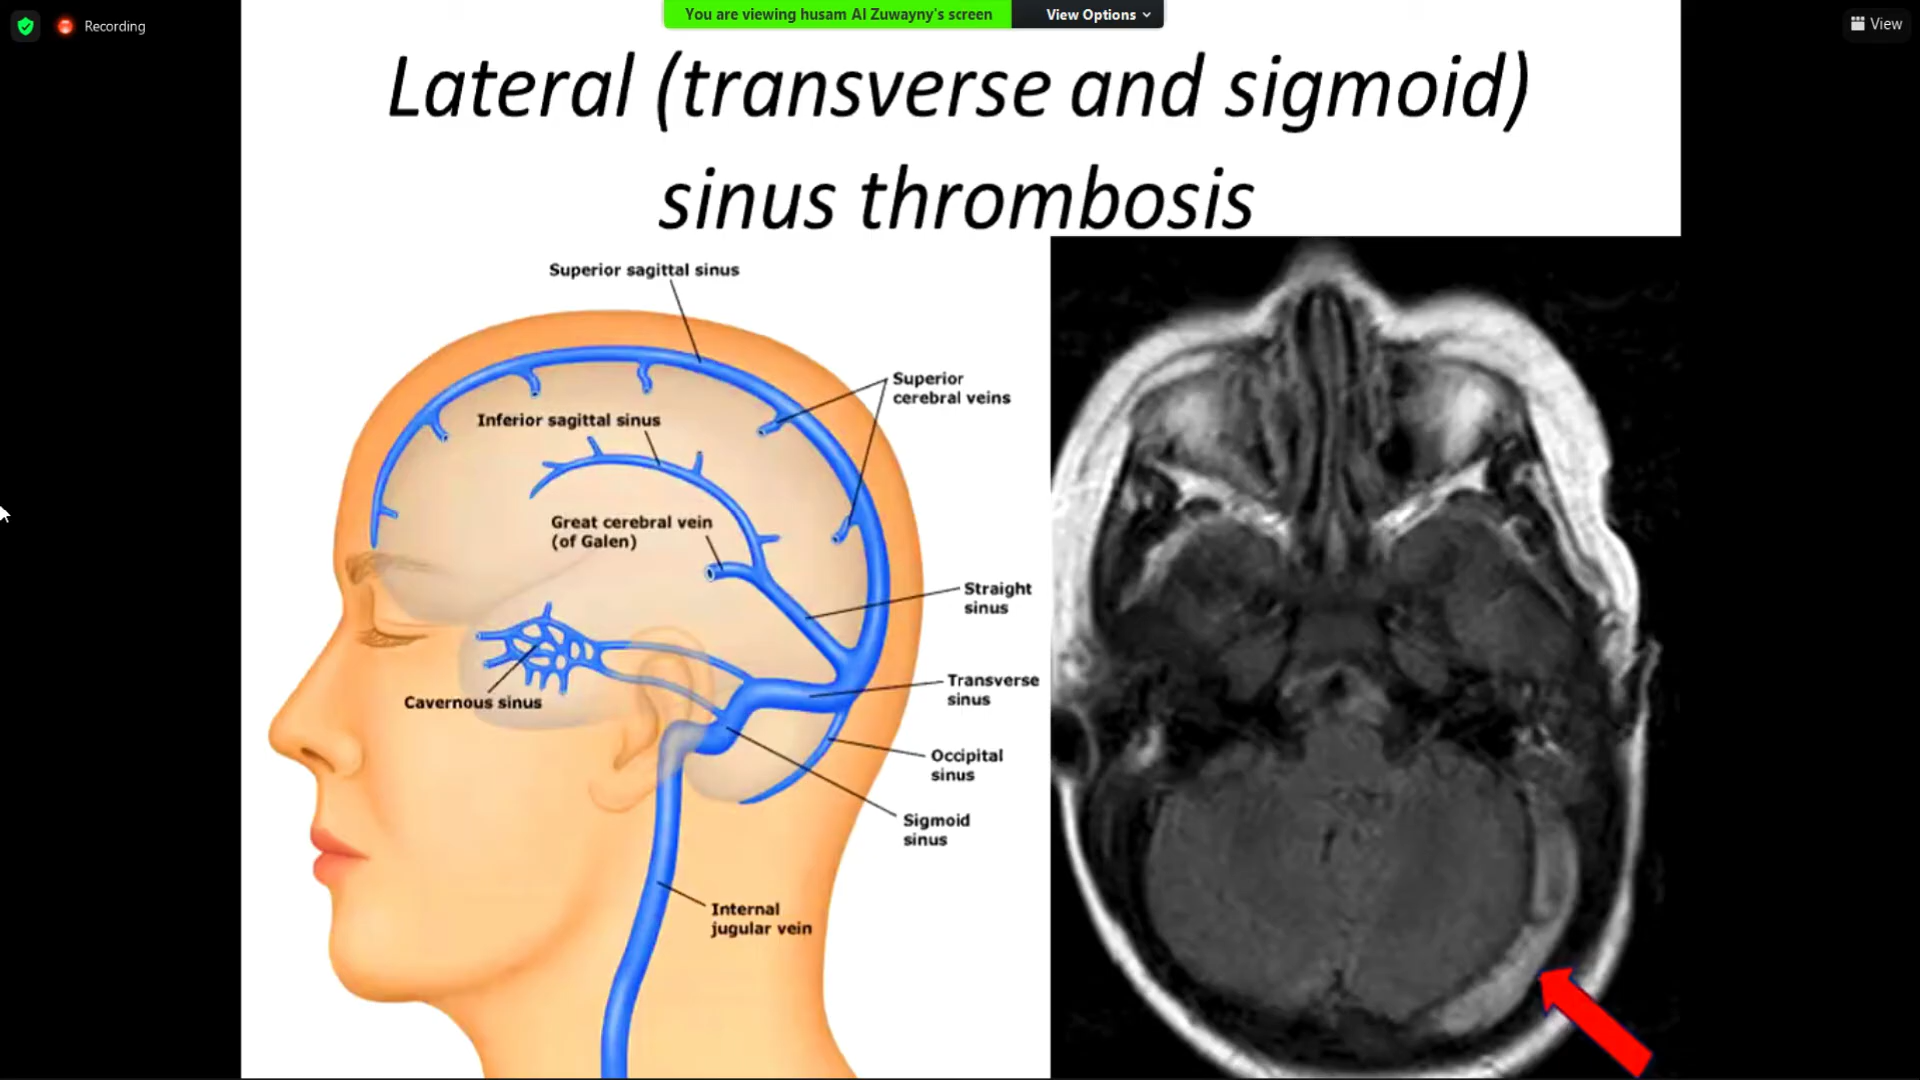 Recording
You are viewing husam Al Zuwayny's screen
View Options
View
Lateral (transverse and sigmoid)
sinus thrombosis
Superior sagittal sinus
Superior
cerebral veins
Inferior sagittal sinus
Great cerebral vein
(of Galen)
Straight
sinus
Cavernous sinus
Transverse
sinus
Occipital
sinus
Sigmoid
sinus
Internal
jugular vein